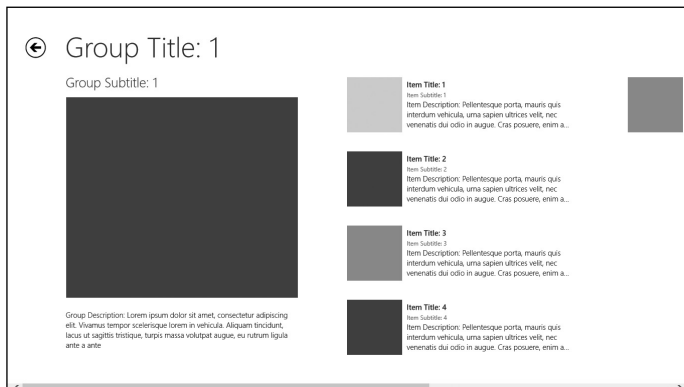 Group Title: 1
Group Subtitle: 1
Group Description: Lorem ipsum dolor sit amet, consectetur adipiscing
elit. Vivamus tempor scelerisque lorem in vehicula. Aliquam tincidunt,
lacus ut sagittis tristique, turpis massa volutpat augue, eu rutrum ligula
ante a ante
Item Title: 1
Item Subtitle: 1
Item Description: Pellentesque porta, mauris quis
interdum vehicula, urna sapien ultrices velit, nec
venenatis dui odio in augue. Cras posuere, enim a...
Item Title: 2
Item Subtitle: 2
Item Description: Pellentesque porta, mauris quis
interdum vehicula, urna sapien ultrices velit, nec
venenatis dui odio in augue. Cras posuere, enim a...
Item Title: 3
Item Subtitle: 3
Item Description: Pellentesque porta, mauris quis
interdum vehicula, urna sapien ultrices velit, nec
venenatis dui odio in augue. Cras posuere, enim a...
Item Title: 4
Item Subtitle: 4
Item Description: Pellentesque porta, mauris quis
interdum vehicula, urna sapien ultrices velit, nec
venenatis dui odio in augue. Cras posuere, enim a...